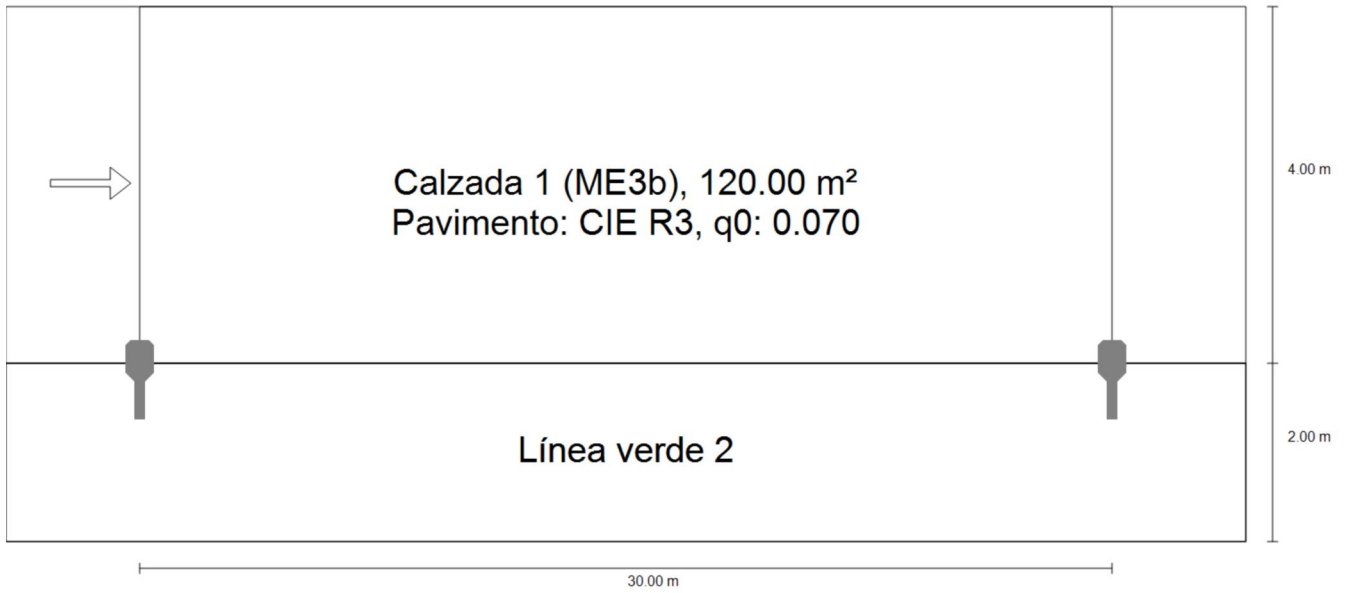 Calzada 1 (ME3b), 120.00 m²
Pavimento: CIE R3, q0: 0.070
4.00 m
Línea verde 2
2.00 m
30.00 m